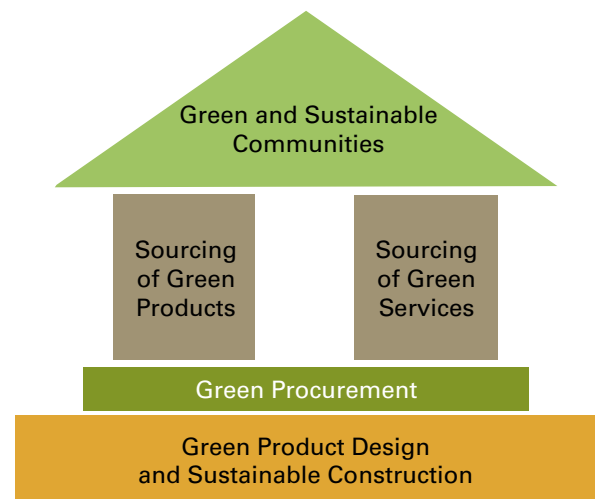 Green and Sustainable
Communities
Sourcing
of Green
Products
Sourcing
of Green
Services
Green Procurement
Green Product Design
and Sustainable Construction